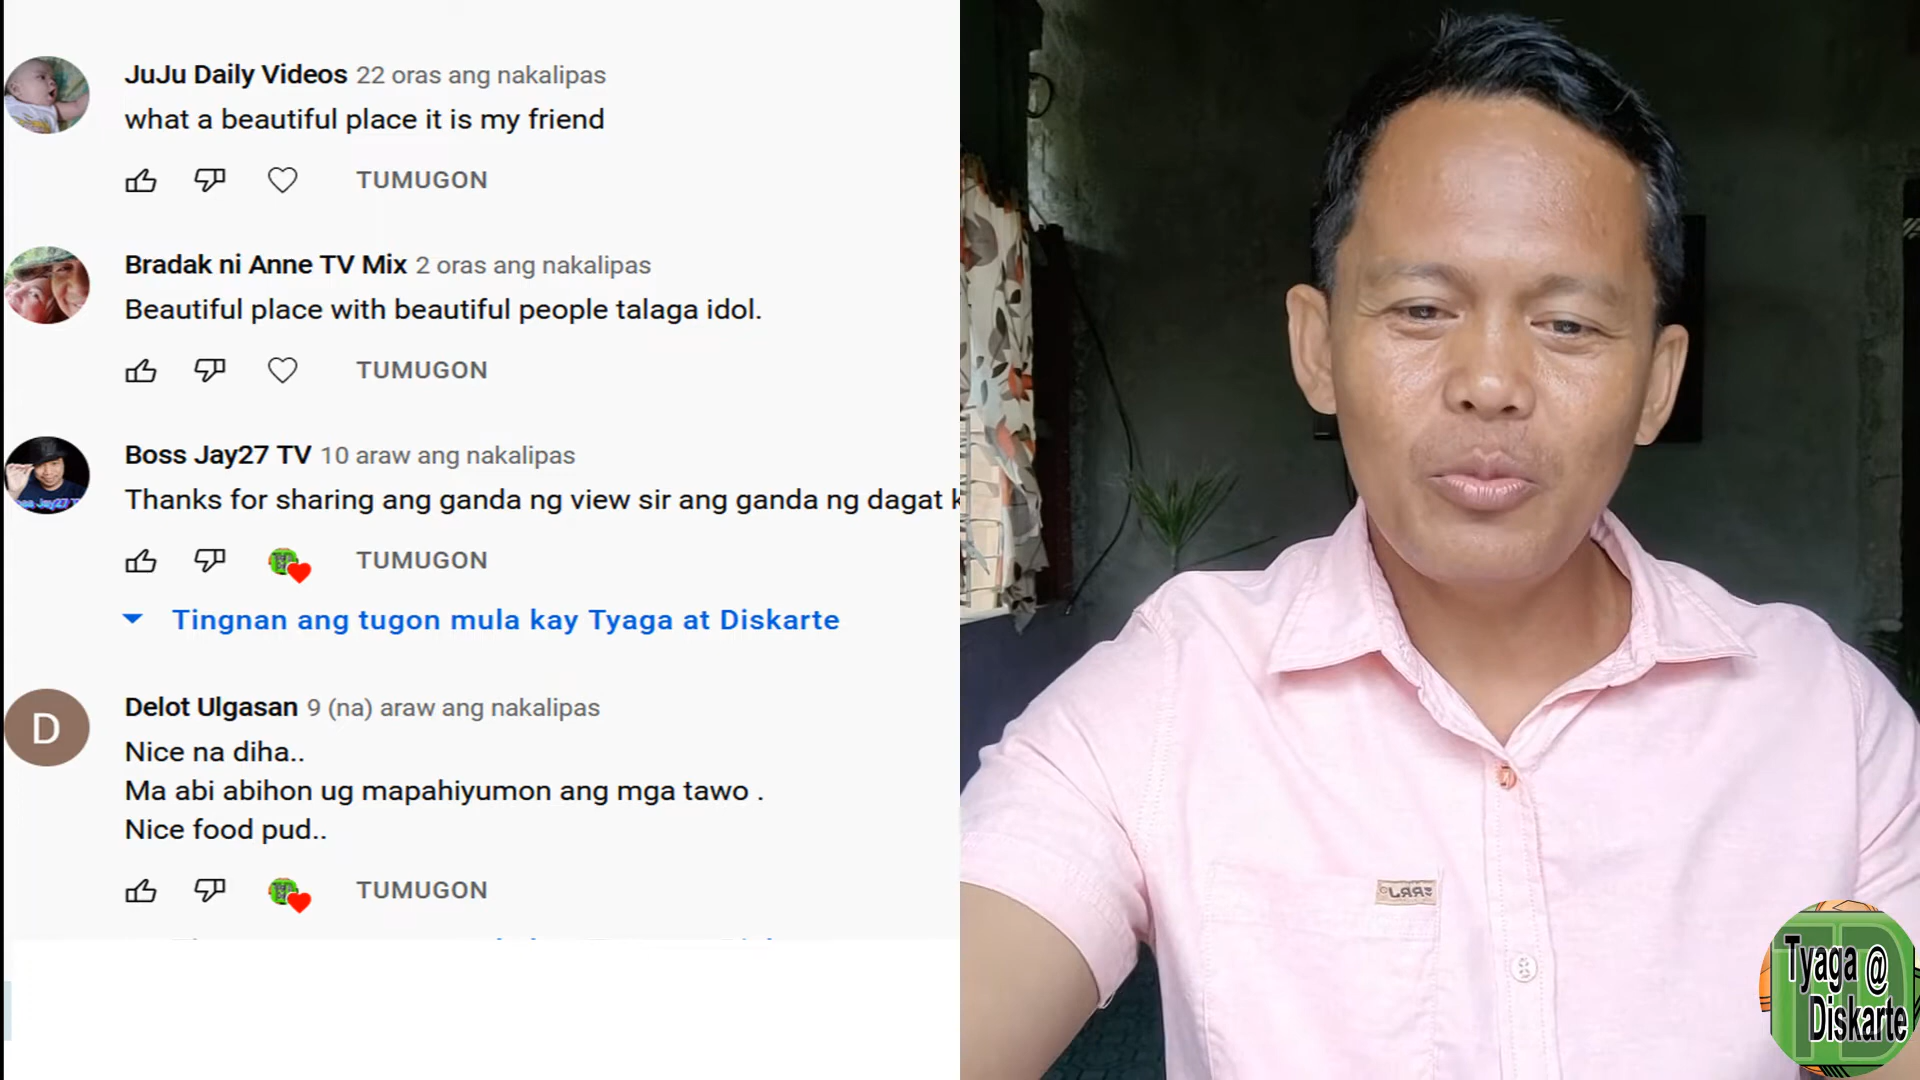 JuJu Daily Videos 22 oras ang nakalipas
what a beautiful place it is my friend
TUMUGON
Bradak ni Anne TV Mix 2 oras ang nakalipas
Beautiful place with beautiful people talaga idol.
TUMUGON
Boss Jay27 TV 10 araw ang nakalipas
Thanks for sharing ang ganda ng view sir ang ganda ng dagat
TUMUGON
Tingnan ang tugon mula kay Tyaga at Diskarte
D
Delot Ulgasan 9 (na) araw ang nakalipas
Nice na diha..
Ma abi abihon ug mapahiyumon ang mga tawo .
Nice food pud..
TUMUGON
Tyaga @
Diskarte